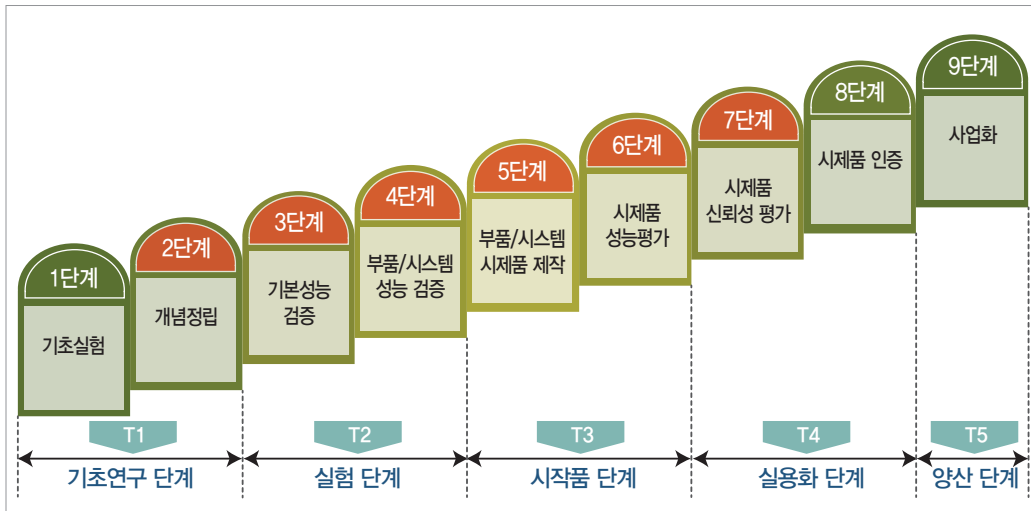 1단계
기초실험
2단계
개념정립
3단계
기본성능
검증
4단계
부품/시스템
성능 검증
5단계
부품/시스템
시제품 제작
6단계
시제품
성능평가
7단계
시제품
신뢰성 평가
8단계
시제품 인증
9단계
사업화
T1
기초연구 단계
T2
실험 단계
T3
시작품 단계
T4
실용화 단계
T5
양산 단계